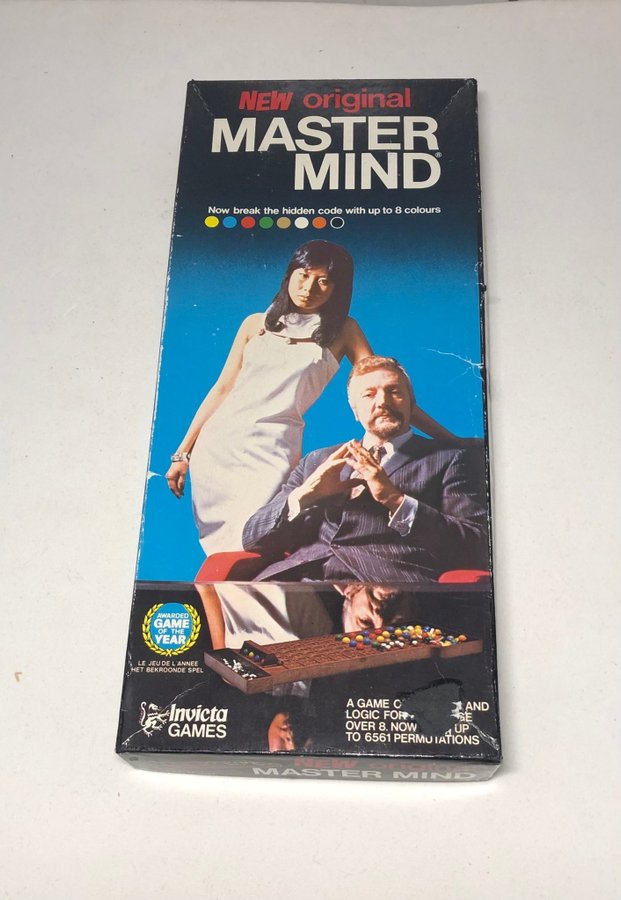 NEW original
MASTER
MIND®
Now break the hidden code with up to 8 colours
AWARDED
GAME
OF THE
YEAR
LE JEU DE L'ANNEE
HET BEKROONDE SPEL
Invicta
GAMES
A GAME O AND
LOGIC FOR
OVER 8. NOW UP
TO 6561 PERMUTATIONS
NEW
MASTER MIND